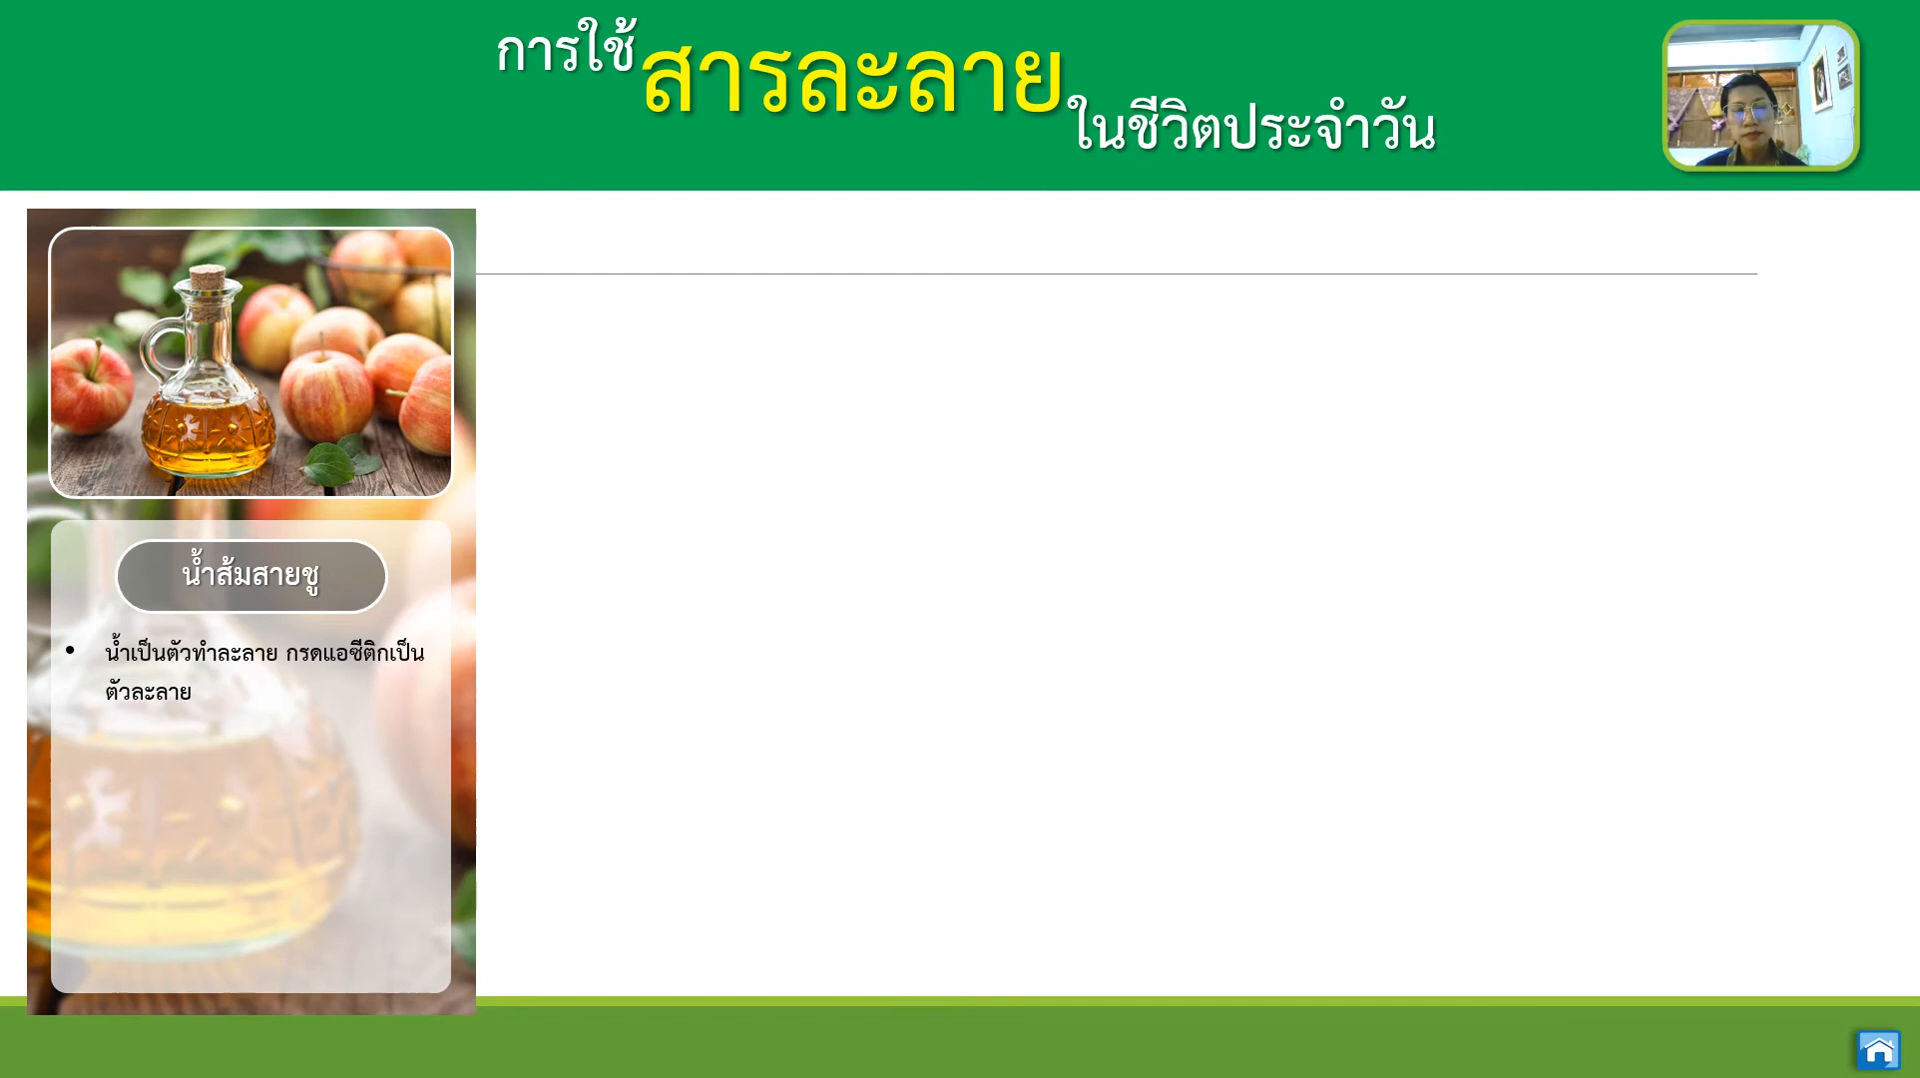 การใช้สารละลายในชีวิตประจำวัน
น้ำส้มสายชู
• น้ำเป็นตัวทำละลาย กรดแอซีติกเป็น
ตัวละลาย